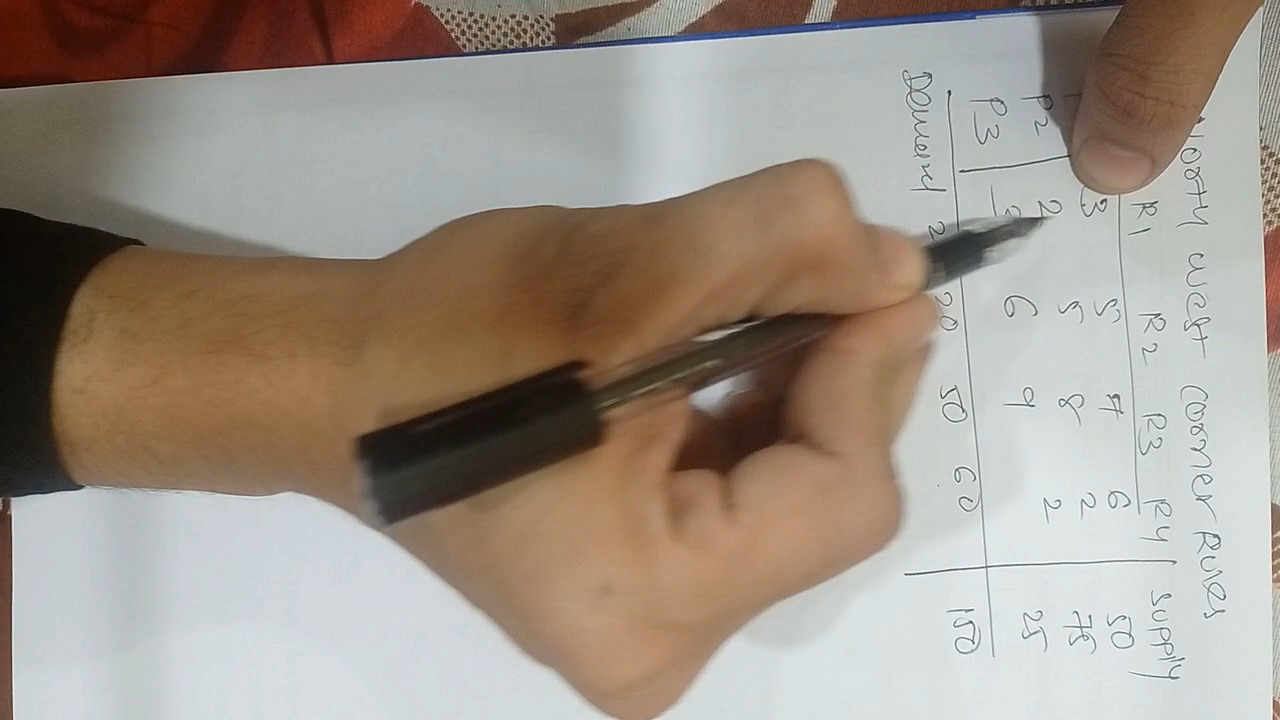 North West Corner Rules
R1 R2 R3 R4 Supply
3 5 7 6 50
P2 2 5 8 2 75
P3 6 9 2 25
Demand 20 50 60 150